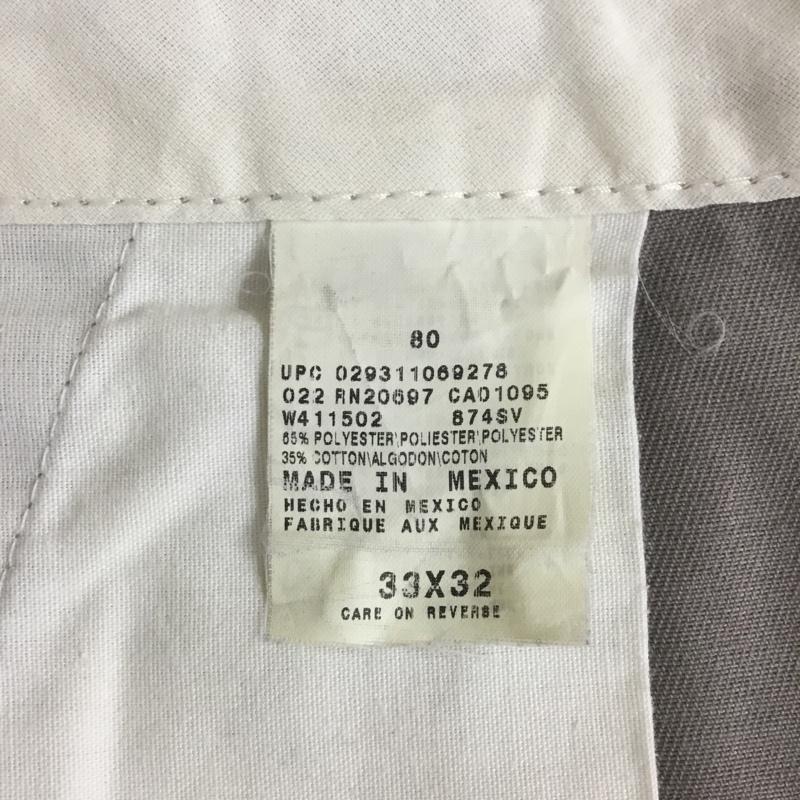 80
UPC 029311069278
022 RN20697 CA01095
W411502 874SV
65% POLYESTER\POLIESTER\POLYESTER
35% COTTON\ALGODON\COTON
MADE IN MEXICO
HECHO EN MEXICO
FABRIQUE AUX MEXIQUE
33X32
CARE ON REVERSE